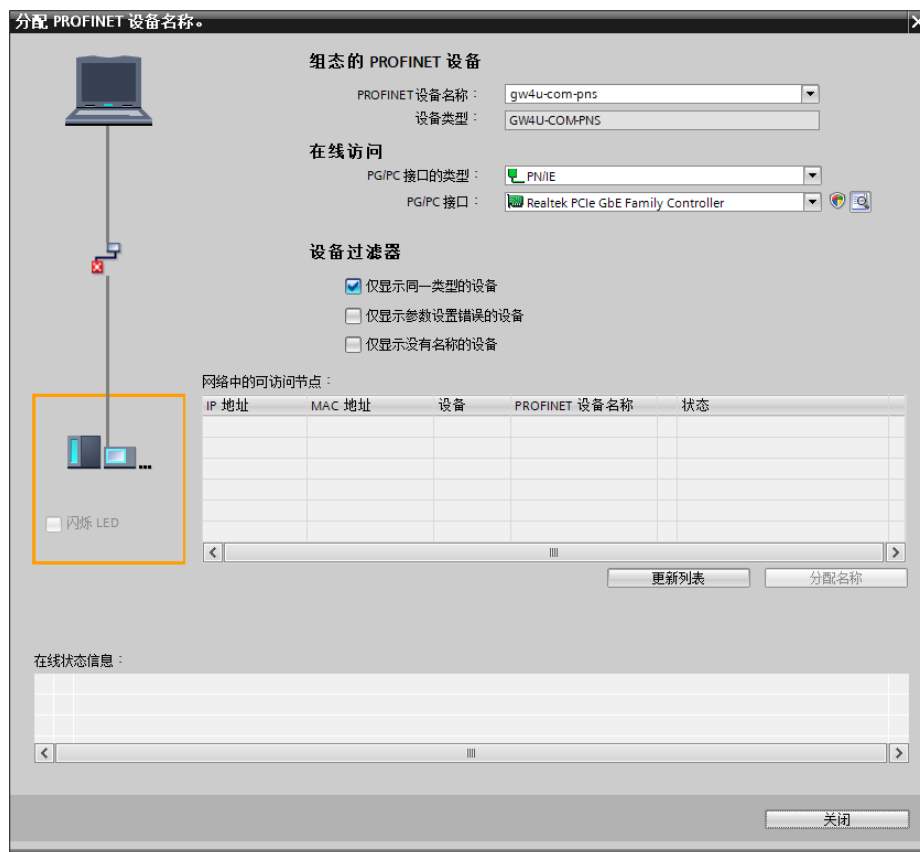 分配 PROFINET 设备名称。
组态的 PROFINET 设备
PROFINET设备名称：
gw4u-com-pns
设备类型：
GW4U-COM-PNS
在线访问
PG/PC 接口的类型：
PN/IE
PG/PC 接口：
Realtek PCIe GbE Family Controller
设备过滤器
仅显示同一类型的设备
仅显示参数设置错误的设备
仅显示没有名称的设备
网络中的可访问节点：
IP 地址 MAC 地址 设备 PROFINET 设备名称 状态
闪烁 LED
更新列表 分配名称
在线状态信息：
关闭